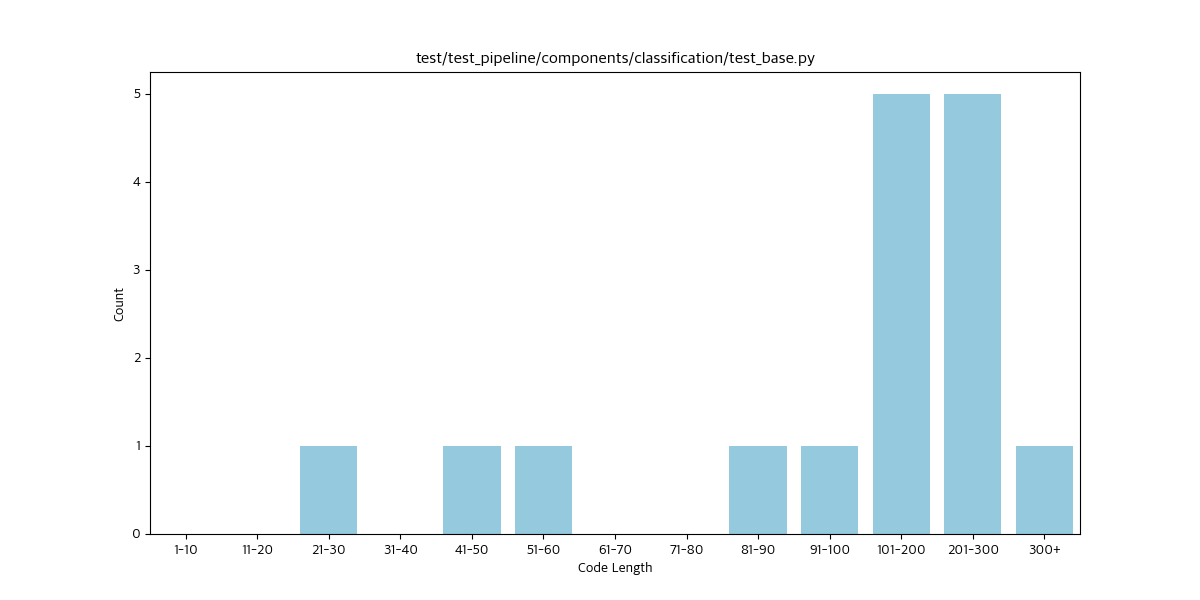 test/test_pipeline/components/classification/test_base.py
5
4
3
2
1
0
Count
1-10 11-20 21-30 31-40 41-50 51-60 61-70 71-80 81-90 91-100 101-200 201-300 300+
Code Length